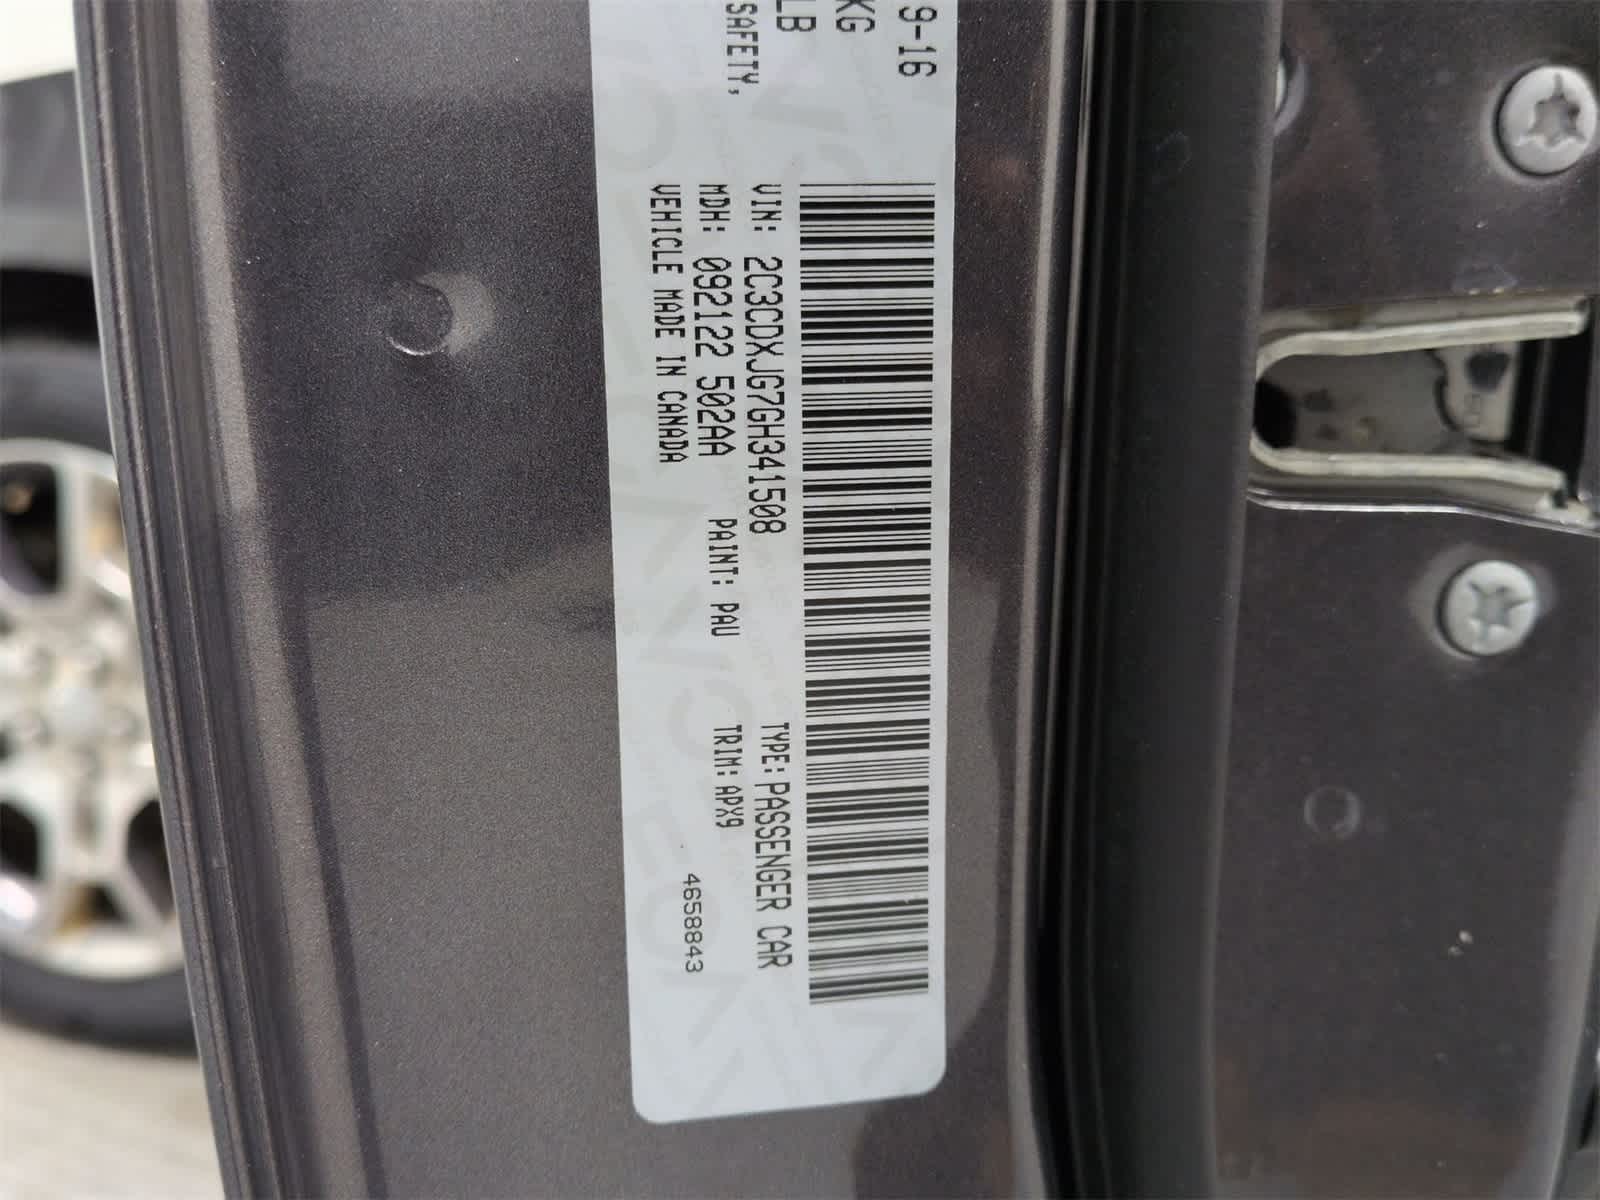 9-16
KG
LB
SAFETY,
VIN: 2C3CDXJG7GH341508 TYPE: PASSENGER CAR
MDH: 092122 502AA PAINT: PAU TRIM: APX9
VEHICLE MADE IN CANADA 4658843